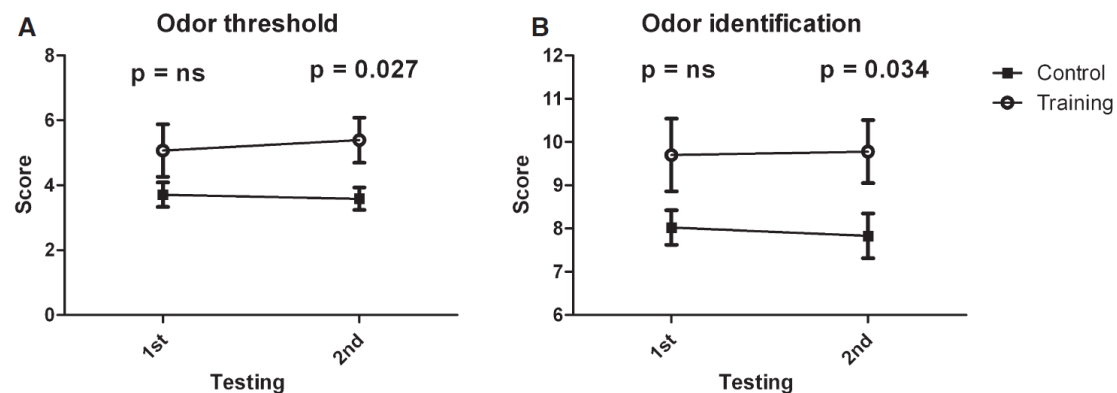 A
Odor threshold
p = ns
p = 0.027
8
6
4
2
0
Score
1st
2nd
Testing
B
Odor identification
p = ns
p = 0.034
12
11
10
9
8
7
6
Score
1st
2nd
Testing
Control
Training